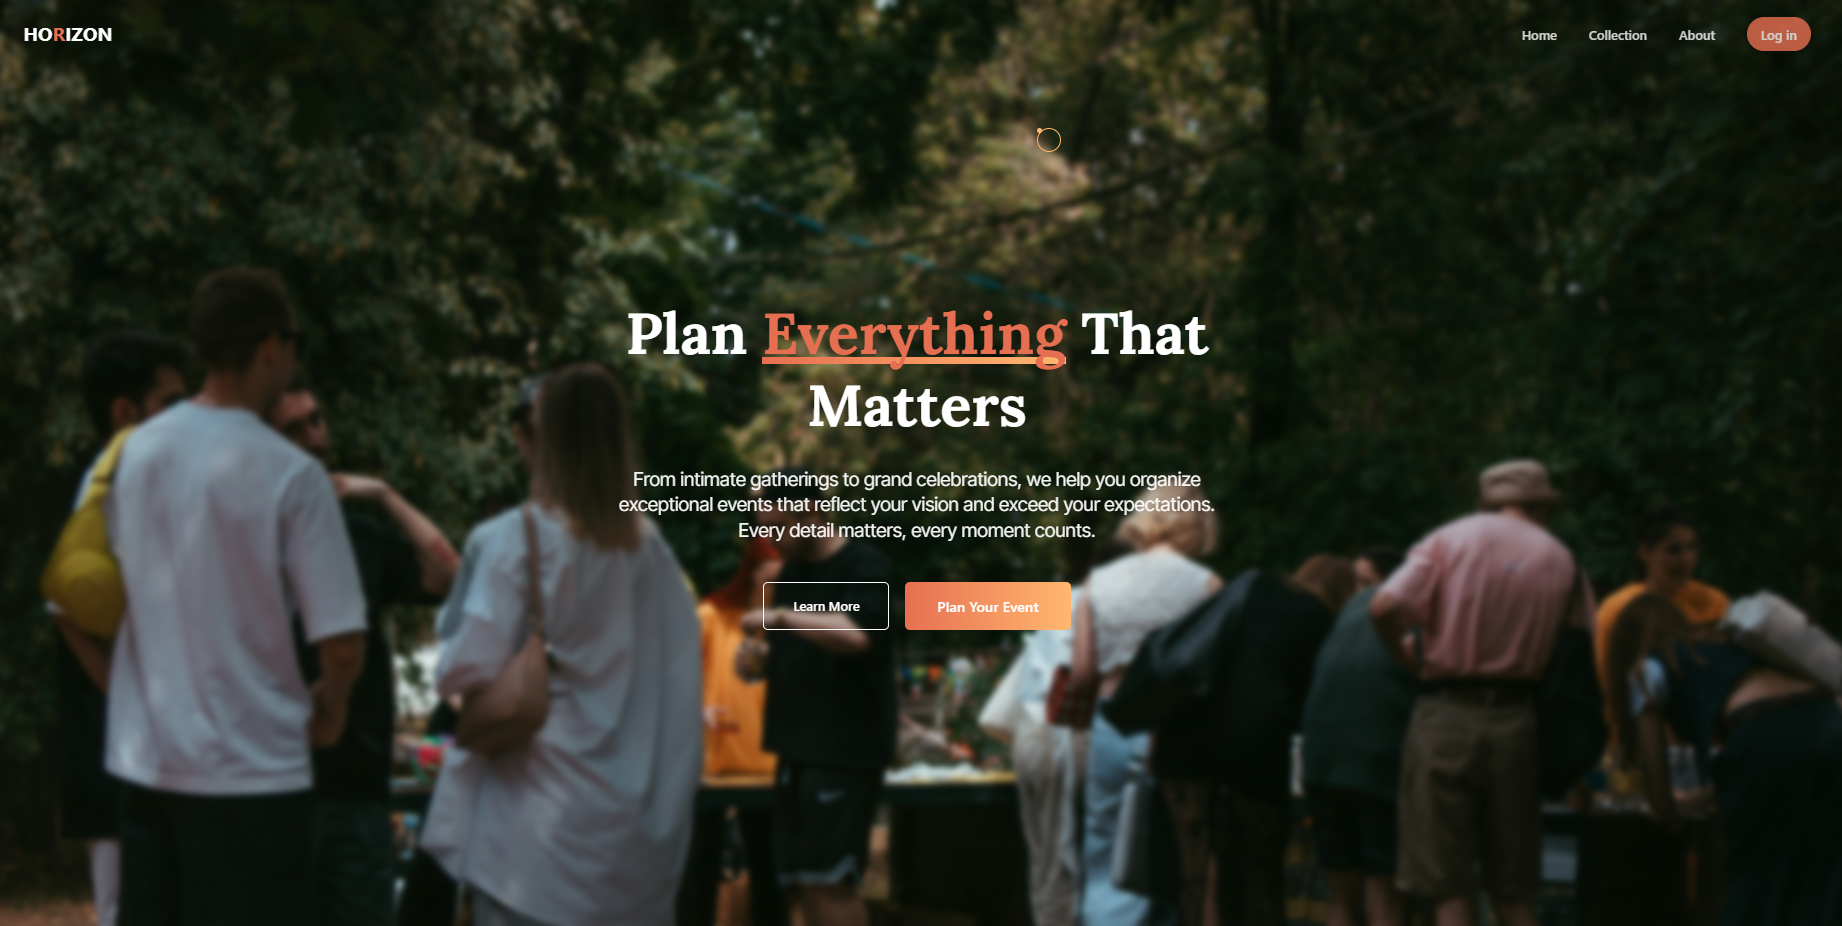 HORIZON
Home
Collection
About
Log in
Plan Everything That
Matters
From intimate gatherings to grand celebrations, we help you organize
exceptional events that reflect your vision and exceed your expectations.
Every detail matters, every moment counts.
Learn More
Plan Your Event